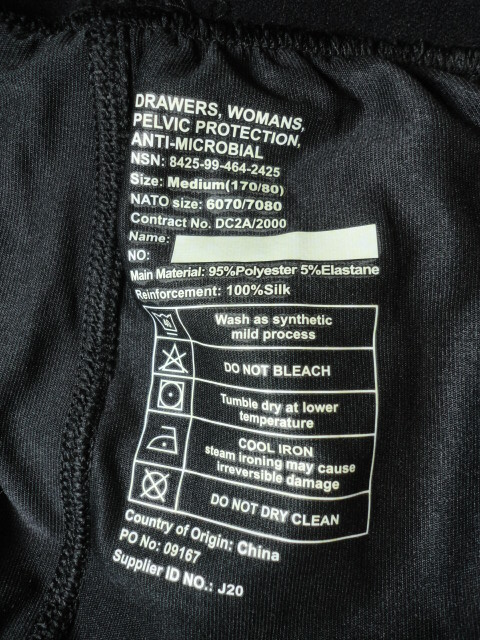 DRAWERS, WOMANS,
PELVIC PROTECTION,
ANTI-MICROBIAL
NSN: 8425-99-464-2425
Size: Medium(170/80)
NATO size: 6070/7080
Contract No. DC2A/2000
Name:
NO:
Main Material: 95%Polyester 5%Elastane
Reinforcement: 100%Silk
Wash as synthetic
mild process
DO NOT BLEACH
Tumble dry at lower
temperature
COOL IRON
steam ironing may cause
irreversible damage
DO NOT DRY CLEAN
Country of Origin: China
PO No: 09167
Supplier ID NO.: J20